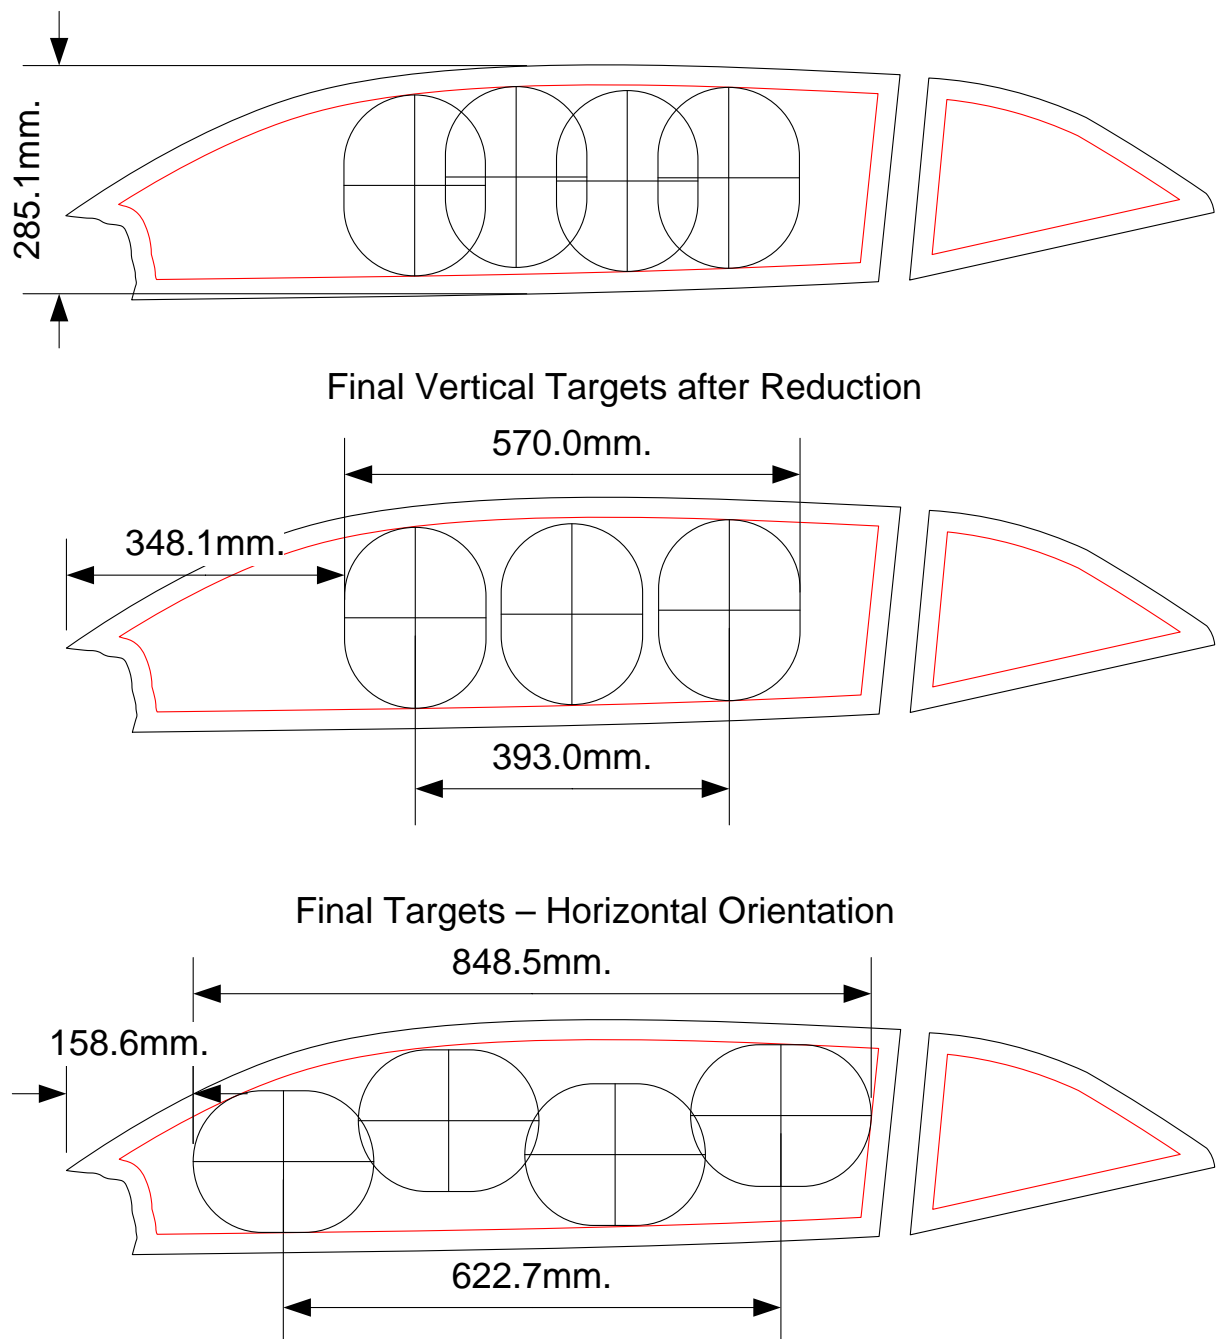 285.1mm.
Final Vertical Targets after Reduction
570.0mm.
348.1mm.
393.0mm.
Final Targets – Horizontal Orientation
848.5mm.
158.6mm.
622.7mm.